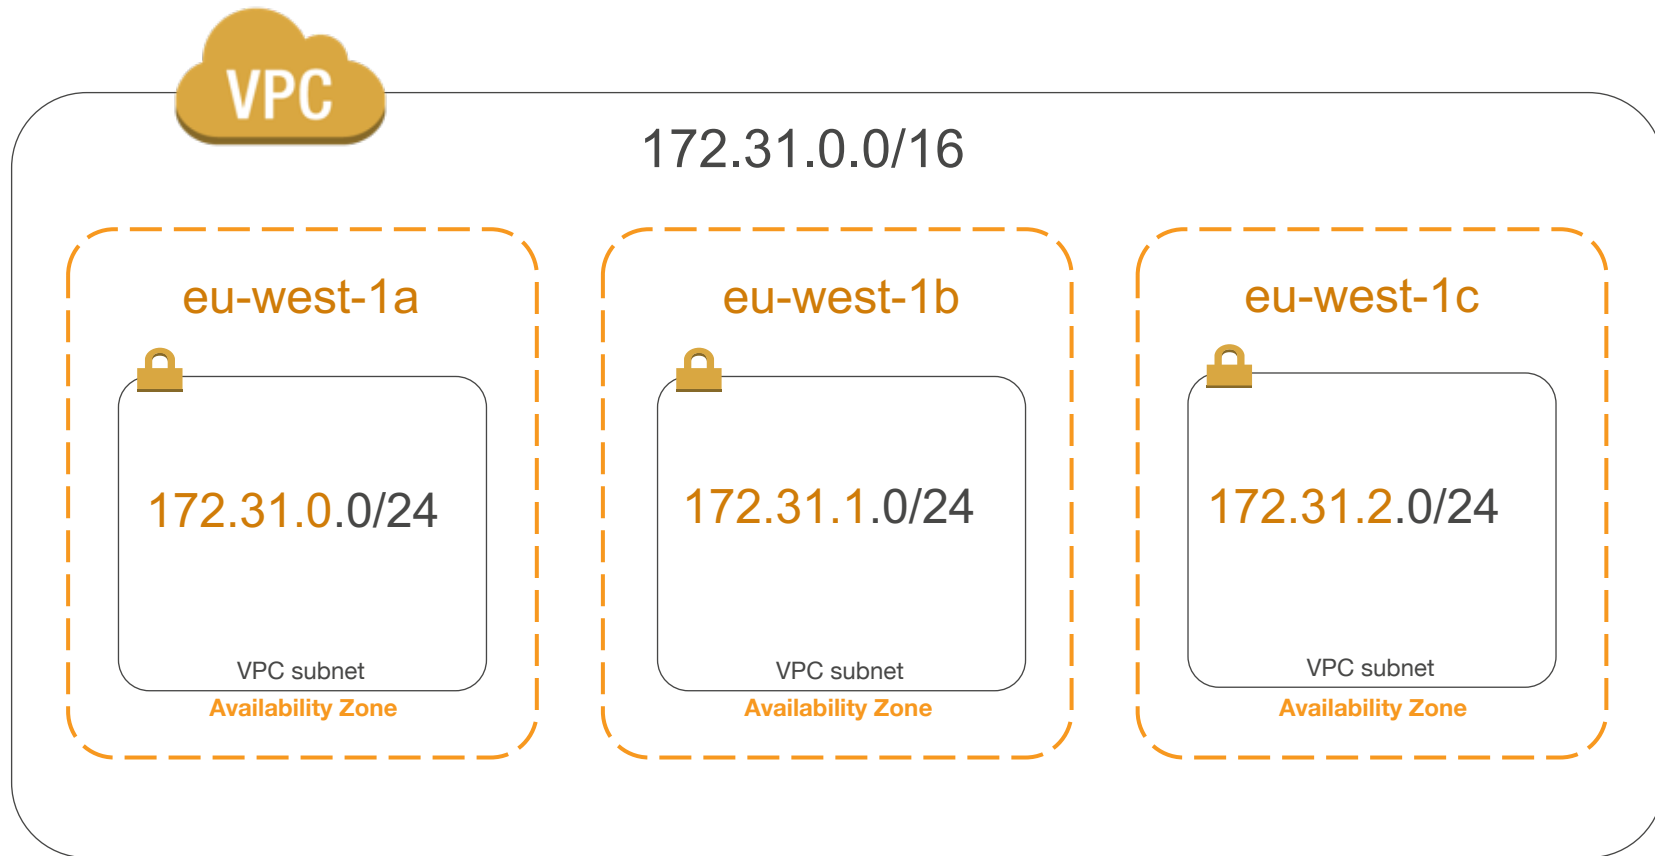 VPC
172.31.0.0/16
eu-west-1a
172.31.0.0/24
VPC subnet
Availability Zone
eu-west-1b
172.31.1.0/24
VPC subnet
Availability Zone
eu-west-1c
172.31.2.0/24
VPC subnet
Availability Zone